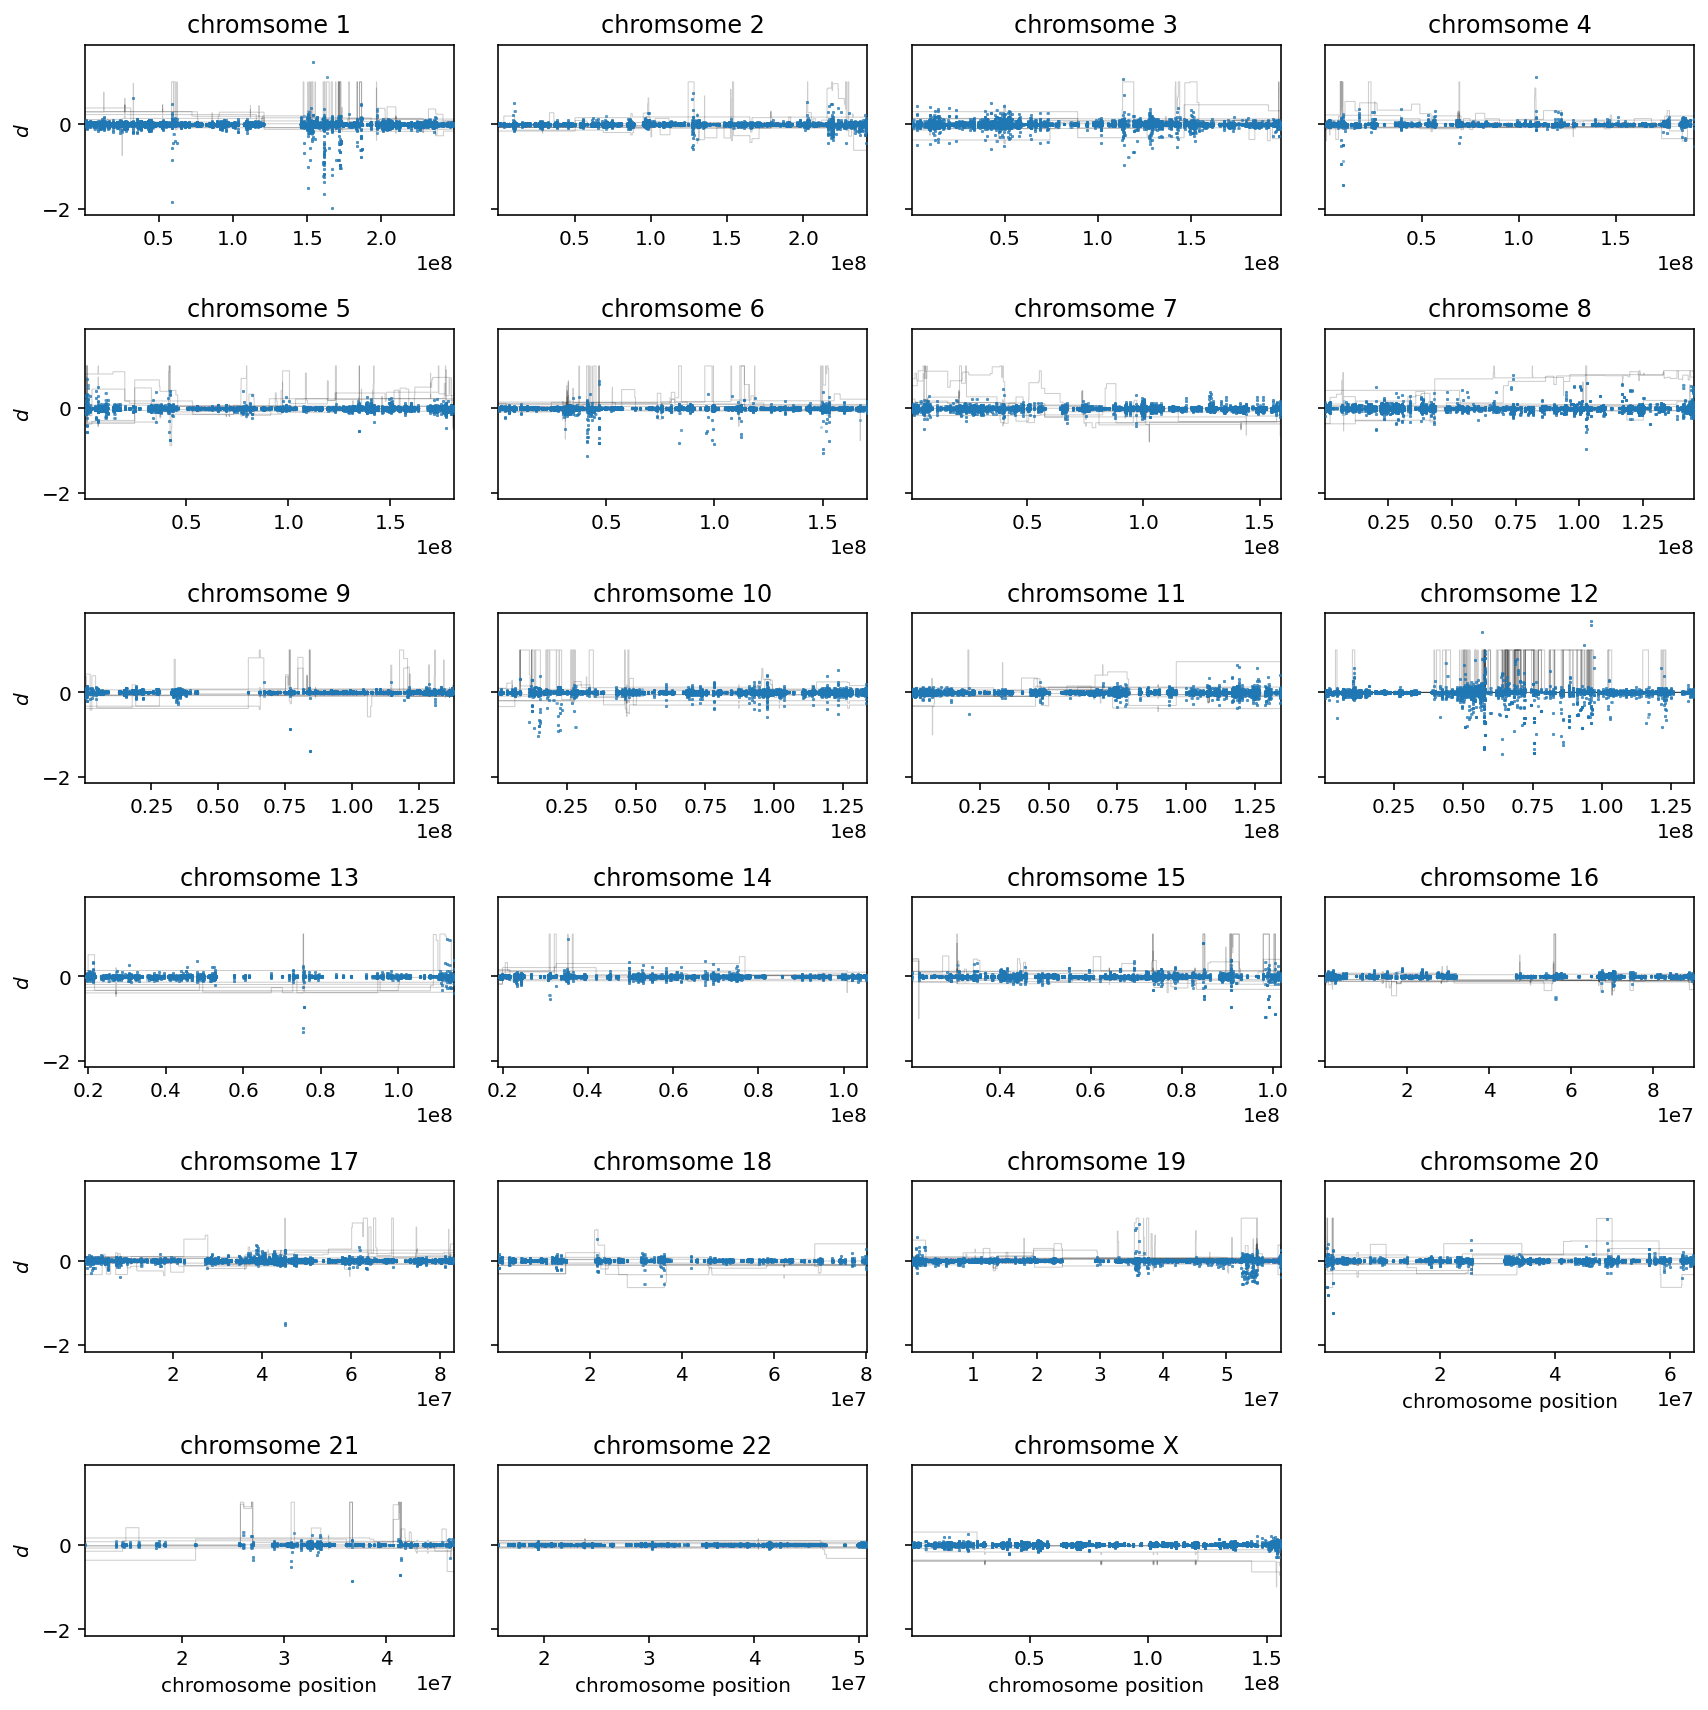 chromsome 1 chromsome 2 chromsome 3 chromsome 4
d 0 −2
0.5 1.0 1.5 2.0 0.5 1.0 1.5 2.0 0.5 1.0 1.5 0.5 1.0 1.5
1e8 1e8 1e8 1e8
chromsome 5 chromsome 6 chromsome 7 chromsome 8
d 0 −2
0.5 1.0 1.5 0.5 1.0 1.5 0.5 1.0 1.5 0.25 0.50 0.75 1.00 1.25
1e8 1e8 1e8 1e8
chromsome 9 chromsome 10 chromsome 11 chromsome 12
d 0 −2
0.25 0.50 0.75 1.00 1.25 0.25 0.50 0.75 1.00 1.25 0.25 0.50 0.75 1.00 1.25 0.25 0.50 0.75 1.00 1.25
1e8 1e8 1e8 1e8
chromsome 13 chromsome 14 chromsome 15 chromsome 16
d 0 −2
0.2 0.4 0.6 0.8 1.0 0.2 0.4 0.6 0.8 1.0 0.4 0.6 0.8 1.0 2 4 6 8
1e8 1e8 1e8 1e7
chromsome 17 chromsome 18 chromsome 19 chromsome 20
d 0 −2
2 4 6 8 2 4 6 8 1 2 3 4 5 2 4 6
1e7 1e7 1e7 chromosome position 1e7
chromsome 21 chromsome 22 chromsome X
d 0 −2
2 3 4 2 3 4 5 0.5 1.0 1.5
chromosome position 1e7 chromosome position 1e7 chromosome position 1e8